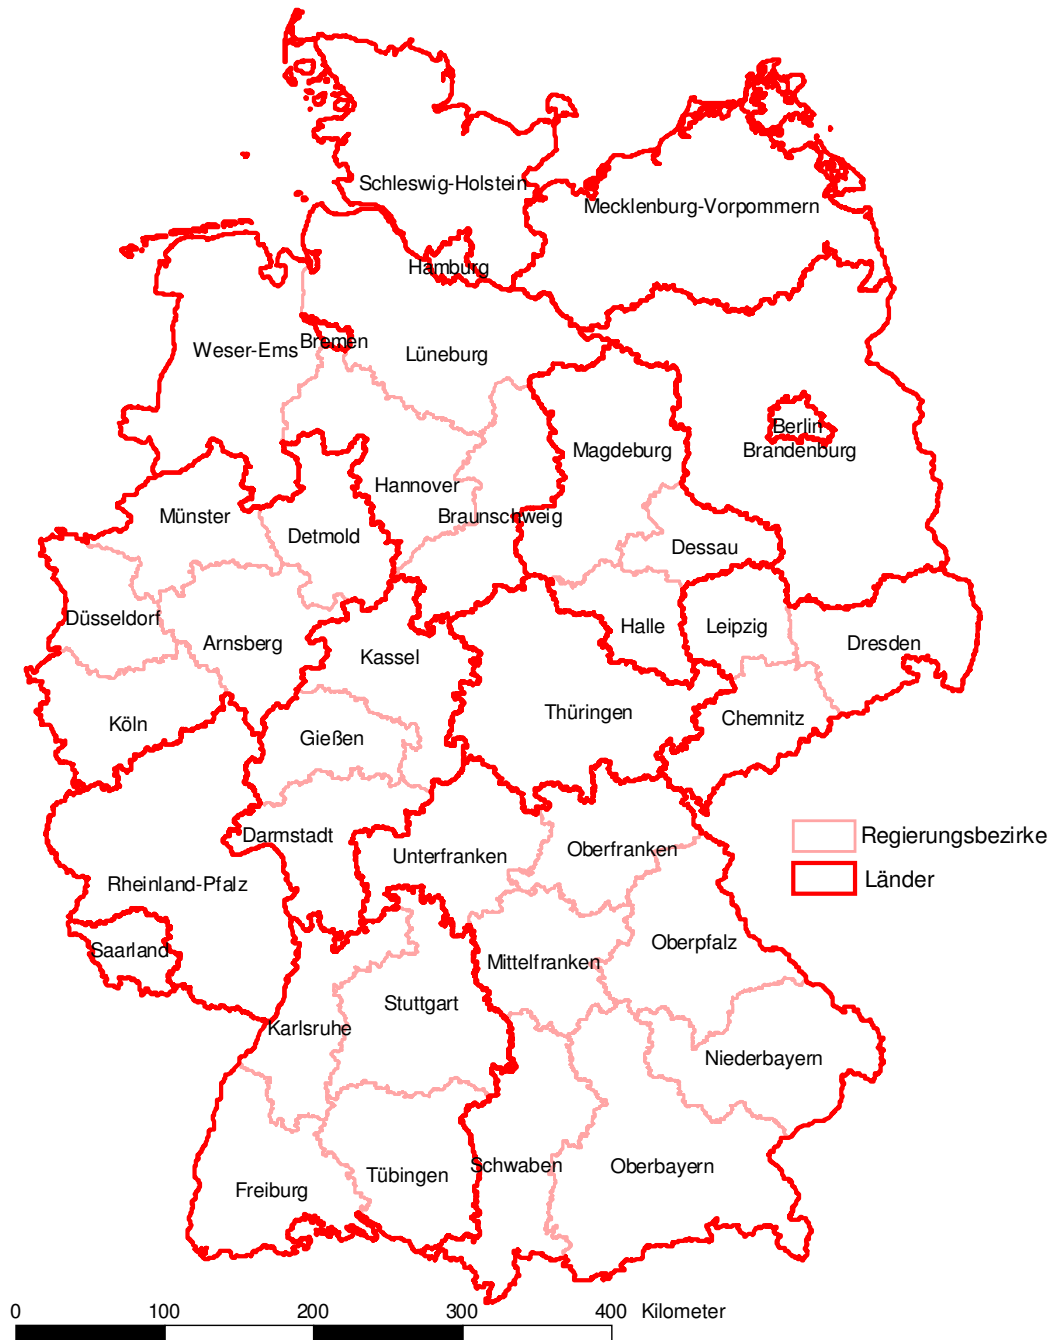 Schleswig-Holstein
Mecklenburg-Vorpommern
Hamburg
Bremen
Weser-Ems
Lüneburg
Berlin
Brandenburg
Magdeburg
Hannover
Braunschweig
Münster
Detmold
Dessau
Düsseldorf
Arnsberg
Halle
Leipzig
Dresden
Kassel
Köln
Thüringen
Chemnitz
Gießen
Darmstadt
Regierungsbezirke
Unterfranken
Oberfranken
Länder
Rheinland-Pfalz
Saarland
Oberpfalz
Mittelfranken
Stuttgart
Karlsruhe
Niederbayern
Schwaben
Oberbayern
Tübingen
Freiburg
0 100 200 300 400 Kilometer